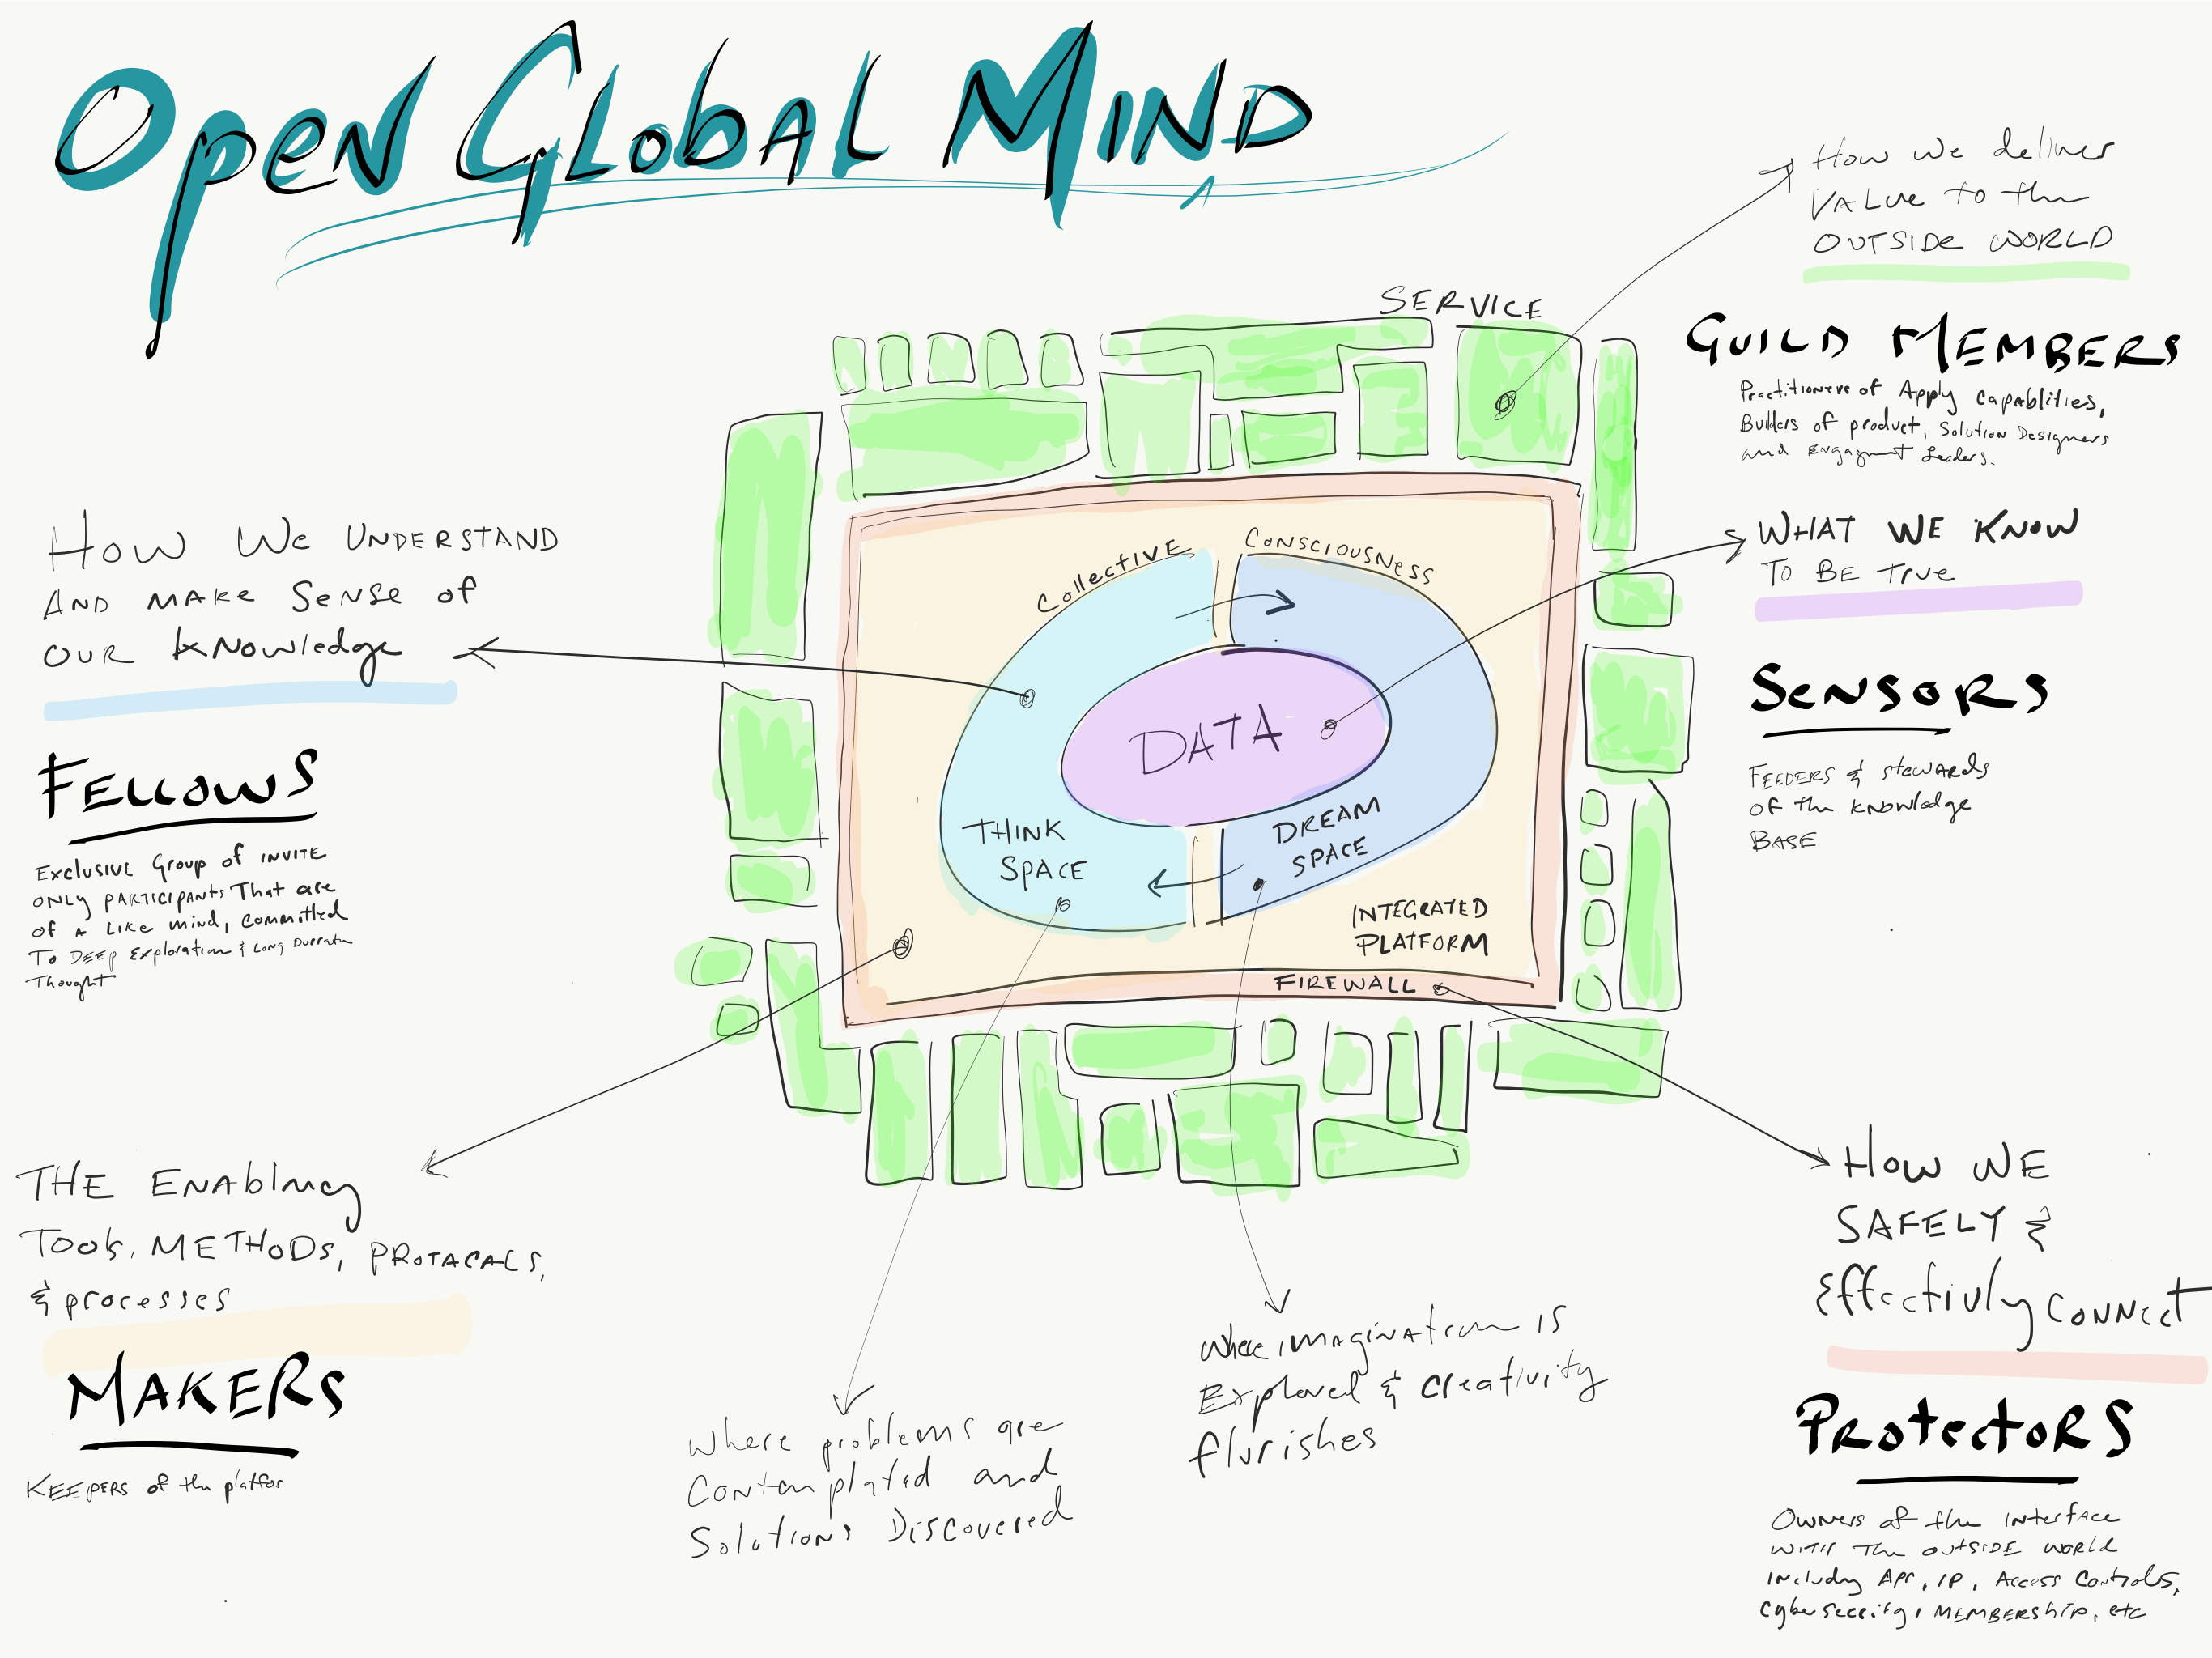 Open Global Mind
How We deliver
Value to the
Outside World
Guild Members
Practitioners of Apply capablities,
Builders of product, Solution Designers
and Engagment Leaders.
What We Know
To Be True
Sensors
Feeders & stewards
of the knowledge
Base
How We Understand
And make Sense of
our knowledge
Fellows
Exclusive Group of invite
only participants That are
of a Like mind, committed
To Deep Exploration & Long
Thought
Service
Collective Consciousness
Data
Think
Space
Dream
Space
Integrated
Platform
Firewall
The Enabling
Tools, Methods, protacals,
& processes
Makers
Keepers of the platfor
where problems are
Contemplated and
Solutions Discovered
where imagination is
Explored & creativity
flurishes
How We
Safely &
Effectivly connect
Protectors
Owners of the interface
with The outside world
Including IP, Access Controls,
Membership, etc